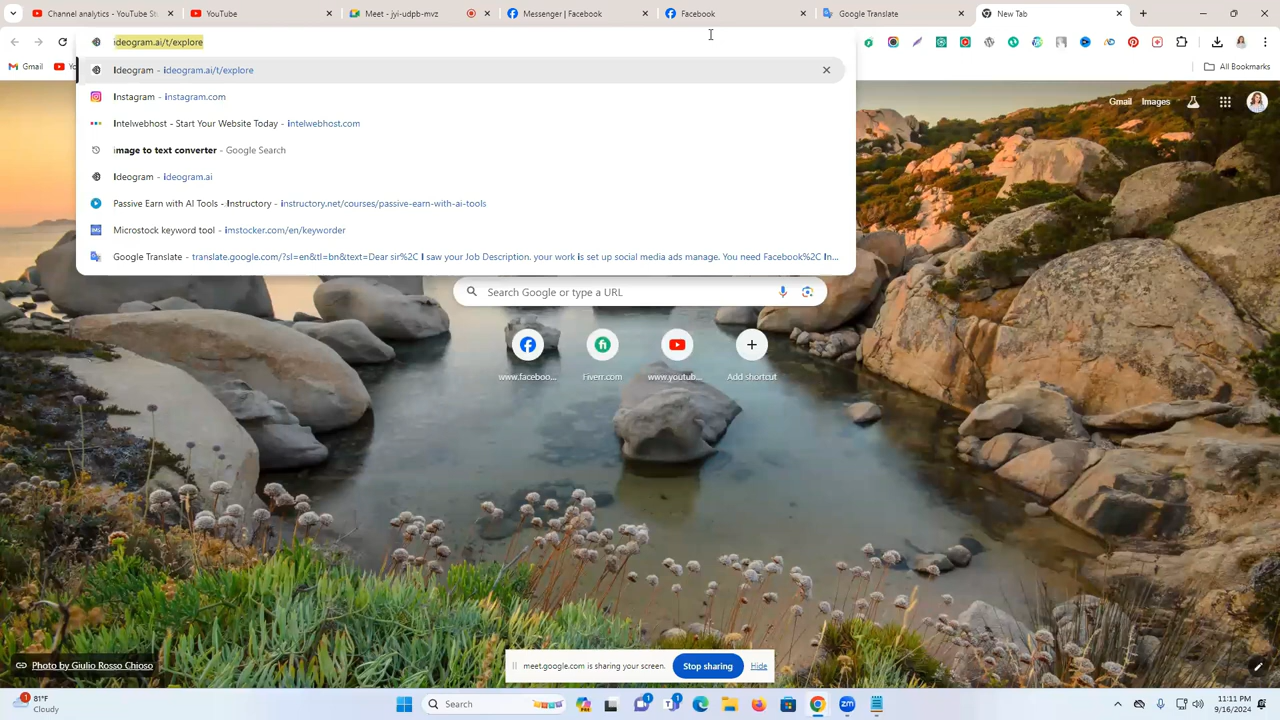 Channel analytics - YouTube St
YouTube
Meet - jyi-udpb-mvz
Messenger | Facebook
Facebook
Google Translate
New Tab
ideogram.ai/t/explore
Gmail
All Bookmarks
Ideogram - ideogram.ai/t/explore
Instagram - instagram.com
Intelwebhost - Start Your Website Today - intelwebhost.com
image to text converter - Google Search
Ideogram - ideogram.ai
Passive Earn with AI Tools - Instructory - instructory.net/courses/passive-earn-with-ai-tools
Microstock keyword tool - imstocker.com/en/keyworder
Google Translate - translate.google.com/?sl=en&tl=bn&text=Dear sir%2C I saw your Job Description. your work is set up social media ads manage. You need Facebook%2C In...
Gmail Images
Search Google or type a URL
www.faceboo... Fiverr.com www.youtub... Add shortcut
Photo by Giulio Rosso Chioso
meet.google.com is sharing your screen. Stop sharing Hide
1
81°F
Cloudy
Search
1
1
11:11 PM
9/16/2024